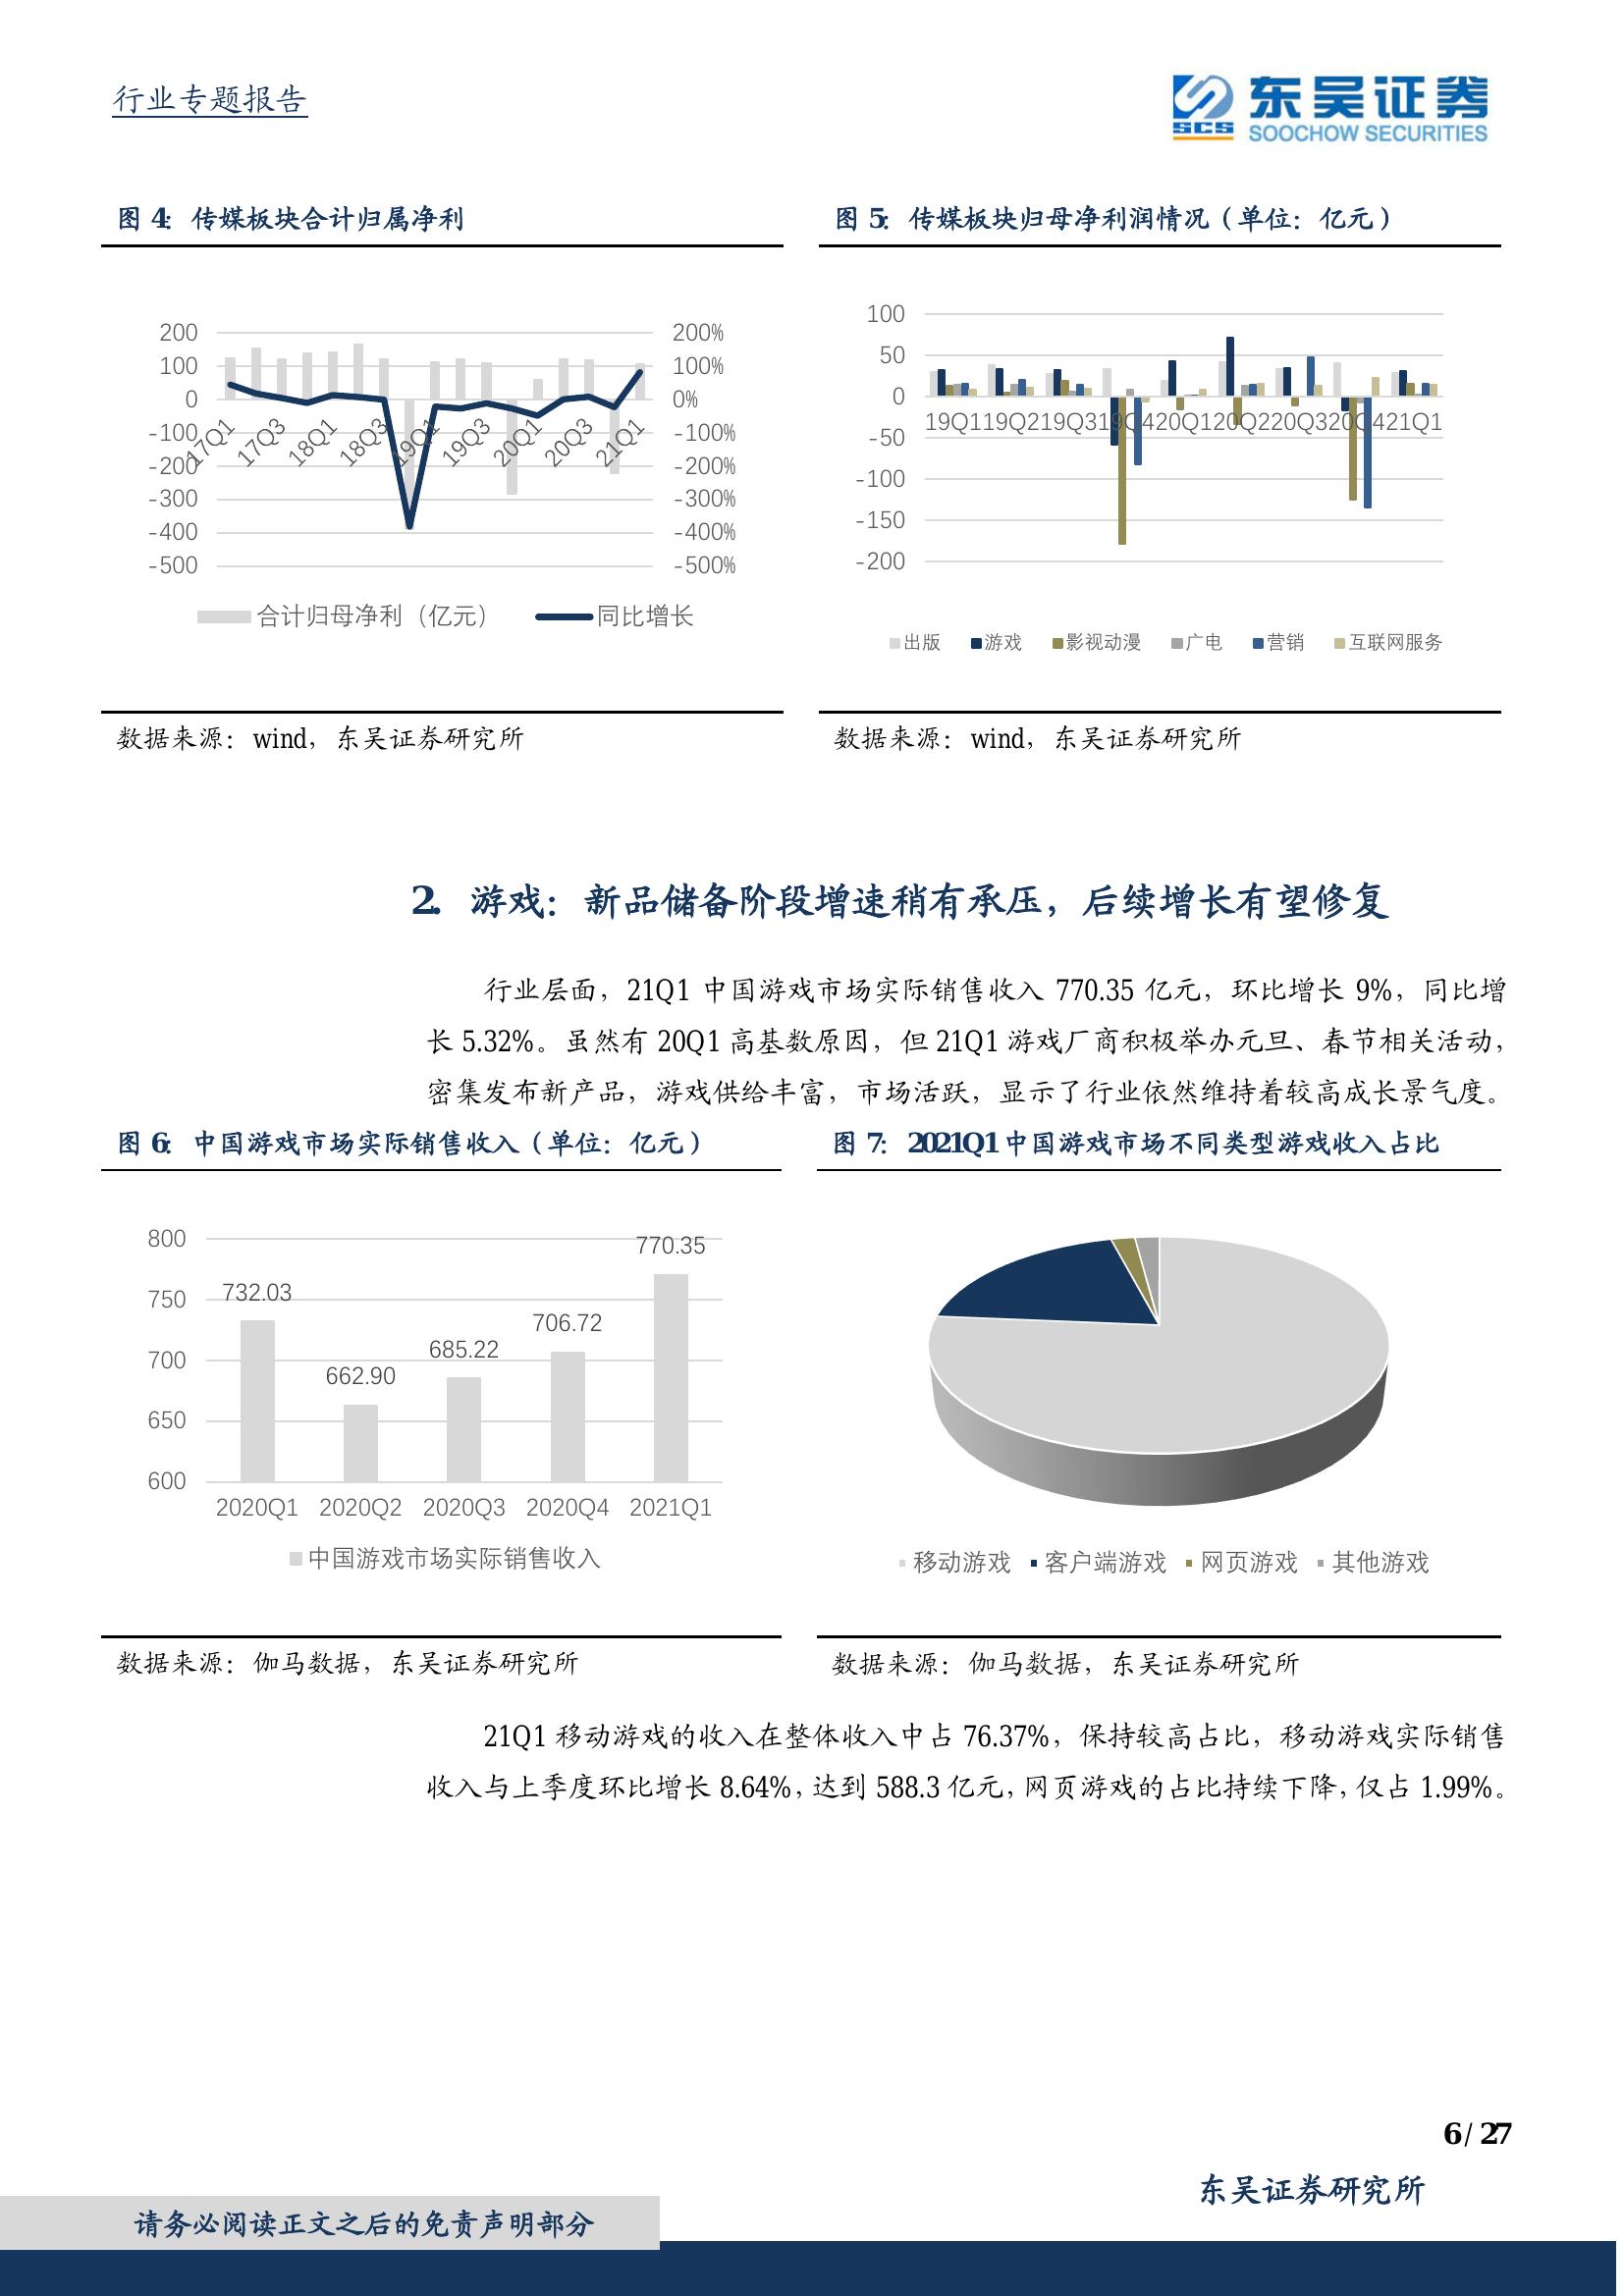 行业专题报告
SCS 东吴证券
SOOCHOW SECURITIES
图 4： 传媒板块合计归属净利
200 200%
100 100%
0 0%
-100 -100%
-200 -200%
-300 -300%
-400 -400%
-500 -500%
17Q1 17Q3 18Q1 18Q3 19Q1 19Q3 20Q1 20Q3 21Q1
合计归母净利（亿元） 同比增长
数据来源：wind，东吴证券研究所
图 5： 传媒板块归母净利润情况（单位：亿元）
100
50
0
-50
-100
-150
-200
19Q1 19Q2 19Q3 19Q4 20Q1 20Q2 20Q3 20Q4 21Q1
出版 游戏 影视动漫 广电 营销 互联网服务
数据来源：wind，东吴证券研究所
2. 游戏：新品储备阶段增速稍有承压，后续增长有望修复
行业层面，21Q1 中国游戏市场实际销售收入 770.35 亿元，环比增长 9%，同比增
长 5.32%。虽然有 20Q1 高基数原因，但 21Q1 游戏厂商积极举办元旦、春节相关活动，
密集发布新产品，游戏供给丰富，市场活跃，显示了行业依然维持着较高成长景气度。
图 6： 中国游戏市场实际销售收入（单位：亿元）
800
750
700
650
600
732.03
662.90
685.22
706.72
770.35
2020Q1 2020Q2 2020Q3 2020Q4 2021Q1
中国游戏市场实际销售收入
数据来源：伽马数据，东吴证券研究所
图 7： 2021Q1 中国游戏市场不同类型游戏收入占比
移动游戏 客户端游戏 网页游戏 其他游戏
数据来源：伽马数据，东吴证券研究所
21Q1 移动游戏的收入在整体收入中占 76.37%，保持较高占比，移动游戏实际销售
收入与上季度环比增长 8.64%，达到 588.3 亿元，网页游戏的占比持续下降，仅占 1.99%。
6 / 27
东吴证券研究所
请务必阅读正文之后的免责声明部分